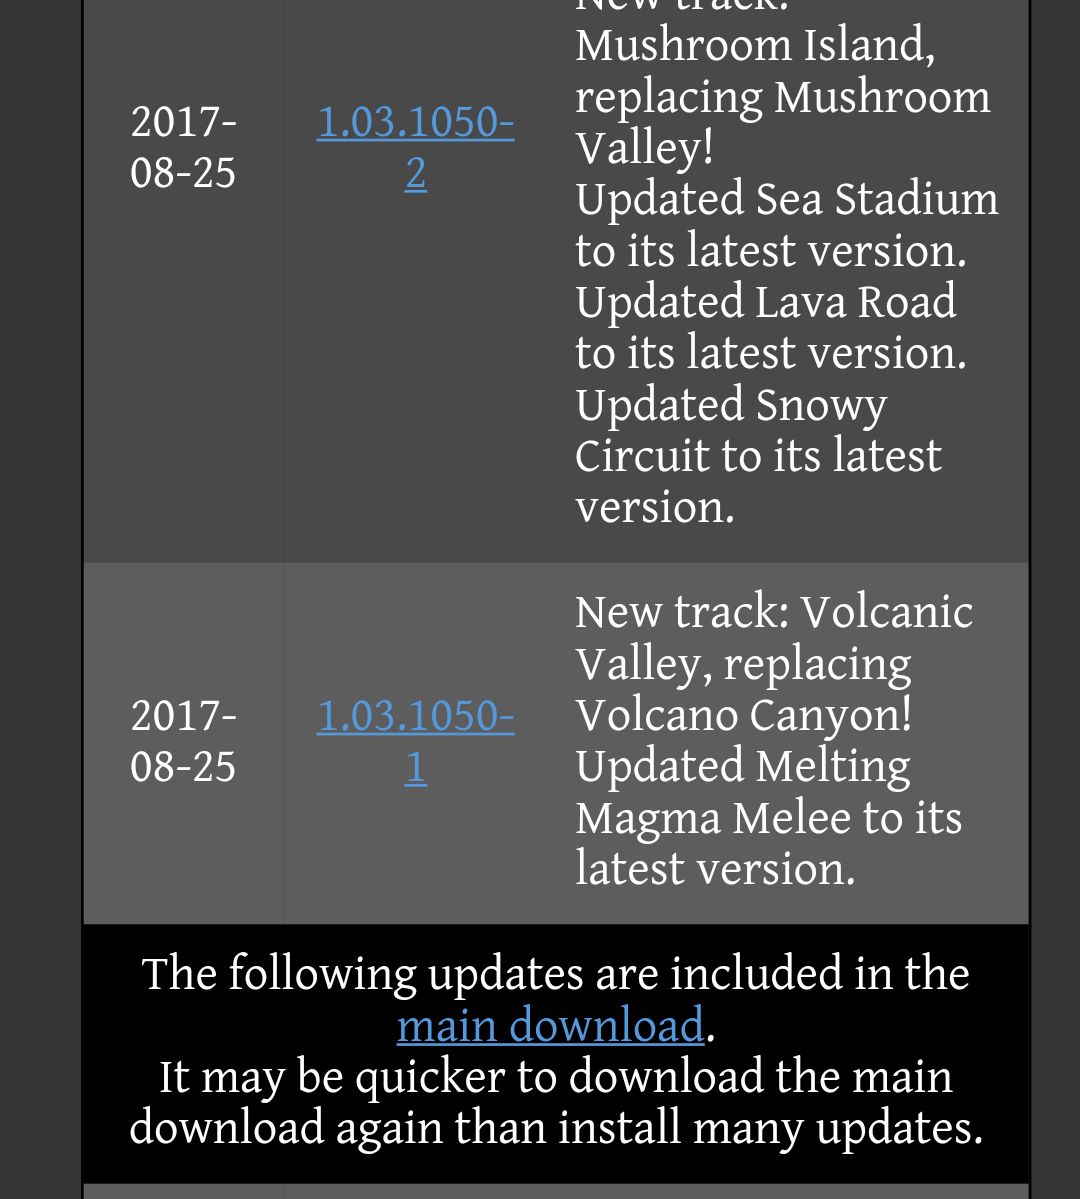 New track:
Mushroom Island,
replacing Mushroom
Valley!
Updated Sea Stadium
to its latest version.
Updated Lava Road
to its latest version.
Updated Snowy
Circuit to its latest
version.
2017-
08-25
1.03.1050-
2
New track: Volcanic
Valley, replacing
Volcano Canyon!
Updated Melting
Magma Melee to its
latest version.
2017-
08-25
1.03.1050-
1
The following updates are included in the
main download.
It may be quicker to download the main
download again than install many updates.